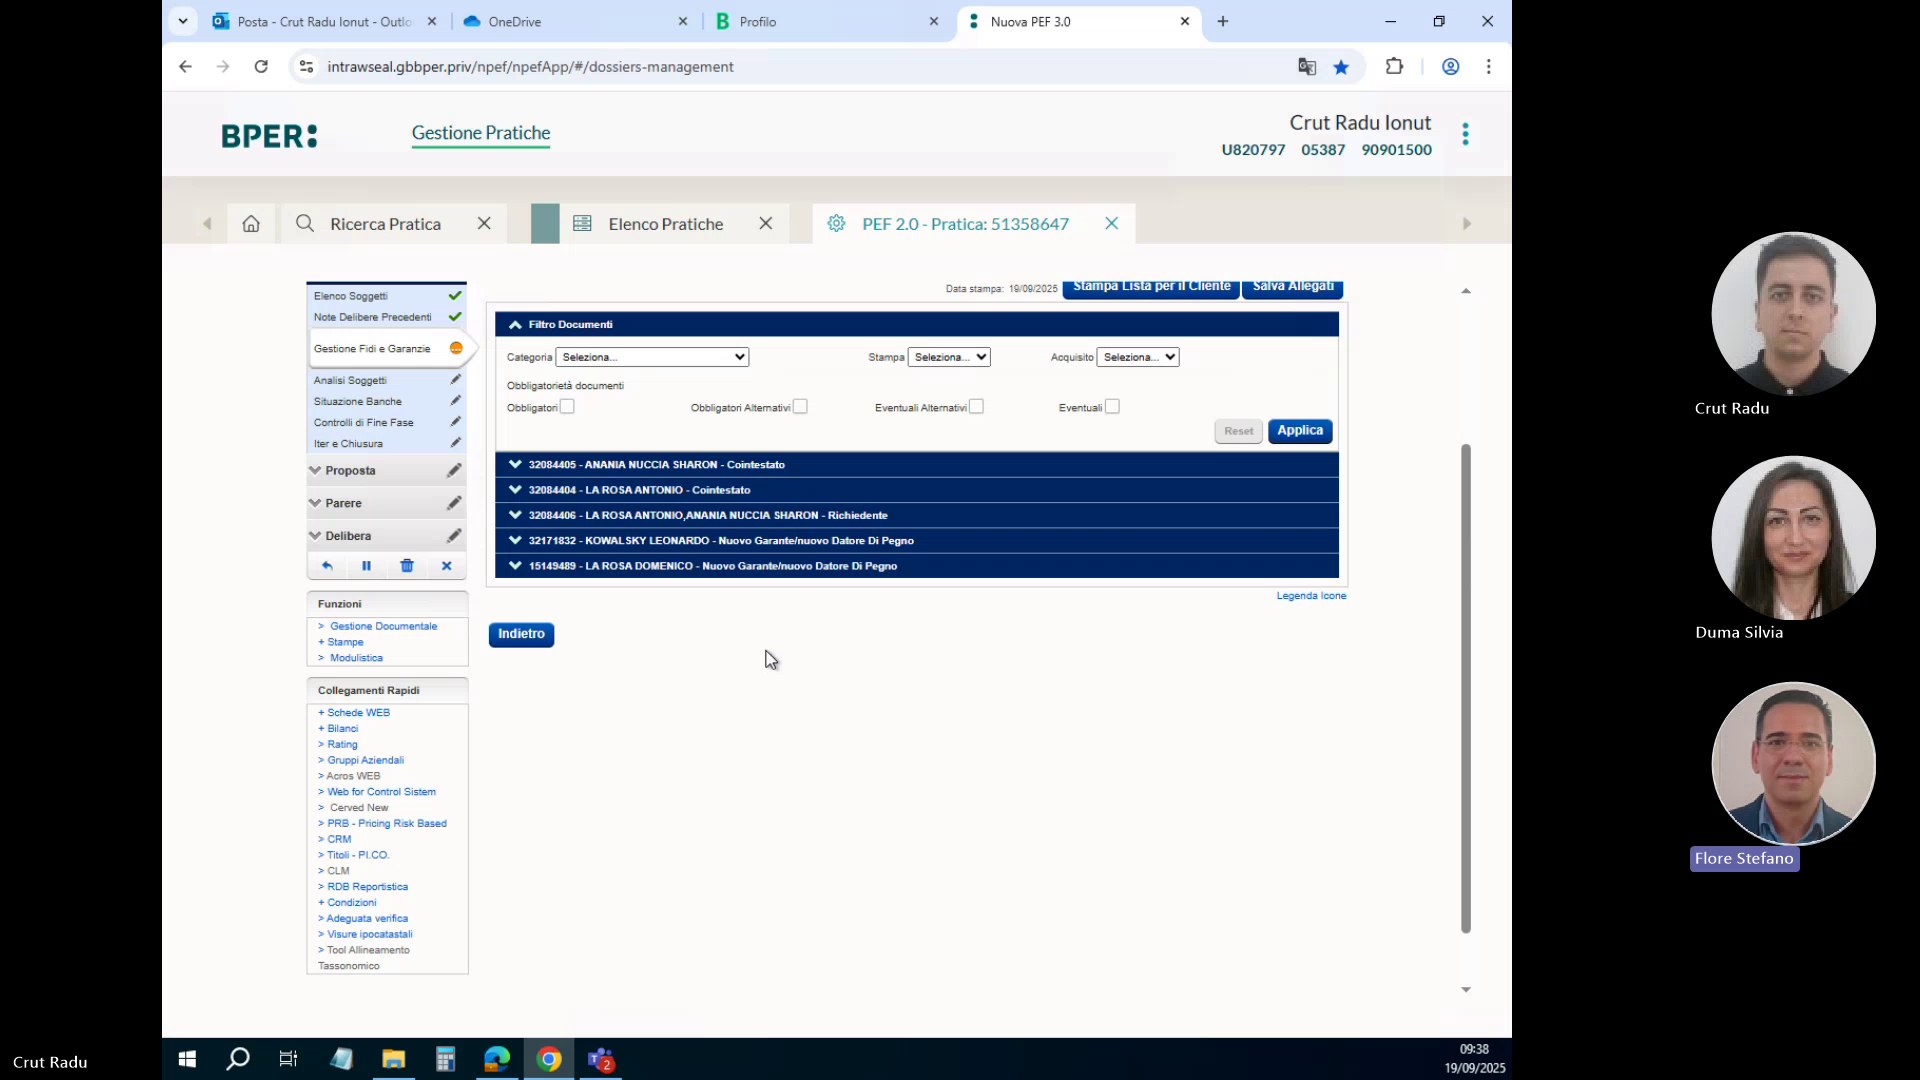 Posta - Crut Radu Ionut - Outlo
OneDrive
Profilo
Nuova PEF 3.0
intrawseal.gbbper.priv/npef/npefApp/#/dossiers-management
BPER:
Gestione Pratiche
Crut Radu Ionut
U820797 05387 90901500
Ricerca Pratica
Elenco Pratiche
PEF 2.0 - Pratica: 51358647
Elenco Soggetti
Note Delibere Precedenti
Gestione Fidi e Garanzie
Analisi Soggetti
Situazione Banche
Controlli di Fine Fase
Iter e Chiusura
Proposta
Parere
Delibera
Funzioni
> Gestione Documentale
+ Stampe
> Modulistica
Collegamenti Rapidi
+ Schede WEB
+ Bilanci
> Rating
> Gruppi Aziendali
> Acros WEB
> Web for Control Sistem
> Cerved New
> PRB - Pricing Risk Based
> CRM
> Titoli - PI.CO.
> CLM
> RDB Reportistica
+ Condizioni
> Adeguata verifica
> Visure ipocatastali
> Tool Allineamento
Tassonomico
Data stampa: 19/09/2025
Stampa Lista per il Cliente
Salva Allegati
Filtro Documenti
Categoria Seleziona...
Stampa Seleziona...
Acquisito Seleziona...
Obbligatorietà documenti
Obbligatori
Obbligatori Alternativi
Eventuali Alternativi
Eventuali
Reset
Applica
32084405 - ANANIA NUCCIA SHARON - Cointestato
32084404 - LA ROSA ANTONIO - Cointestato
32084406 - LA ROSA ANTONIO,ANANIA NUCCIA SHARON - Richiedente
32171832 - KOWALSKY LEONARDO - Nuovo Garante/nuovo Datore Di Pegno
15149489 - LA ROSA DOMENICO - Nuovo Garante/nuovo Datore Di Pegno
Legenda Icone
Indietro
Crut Radu
Duma Silvia
Flore Stefano
2
09:38
19/09/2025
Crut Radu